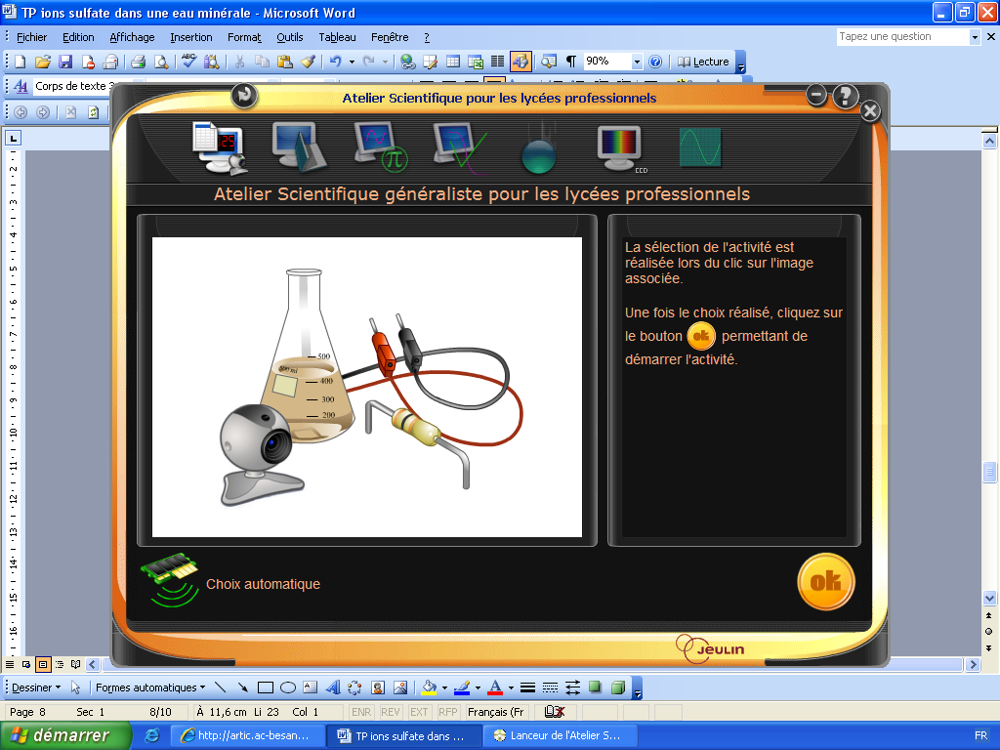 TP ions sulfate dans une eau minérale - Microsoft Word
Fichier Edition Affichage Insertion Format Outils Tableau Fenêtre ?
Tapez une question
90%
Lecture
Corps de texte
Atelier Scientifique pour les lycées professionnels
?
CCD
Atelier Scientifique généraliste pour les lycées professionnels
La sélection de l'activité est
réalisée lors du clic sur l'image
associée.
Une fois le choix réalisé, cliquez sur
le bouton ok permettant de
démarrer l'activité.
500
400
300
200
Choix automatique
ok
JEULIN
Dessiner Formes automatiques
Page 8 Sec 1 8/10 À 11,6 cm Li 23 Col 1 ENR REV EXT RFP Français (Fr
démarrer
http://artic.ac-besan...
TP ions sulfate dans ...
Lanceur de l'Atelier S...
FR